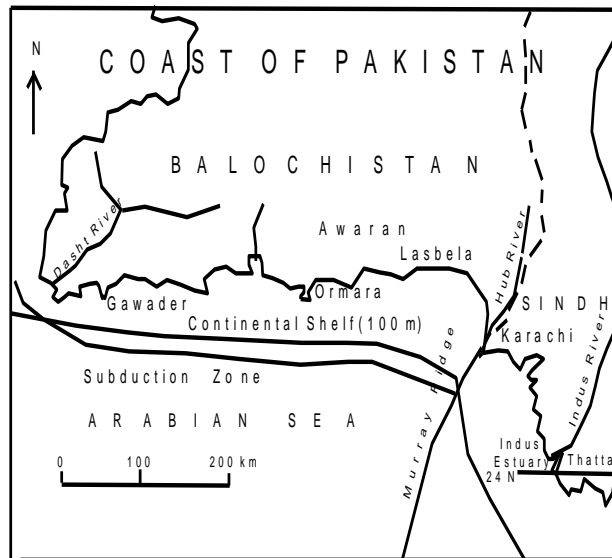 N
COAST OF PAKISTAN
BALOCHISTAN
Dasht River
Awaran
Lasbela
Hub River
Gawader
Ormara
SINDH
Continental Shelf (100 m)
Karachi
Subduction Zone
Murray Ridge
Indus River
ARABIAN SEA
Indus
Estuary
Thatta
24 N
0 100 200 km